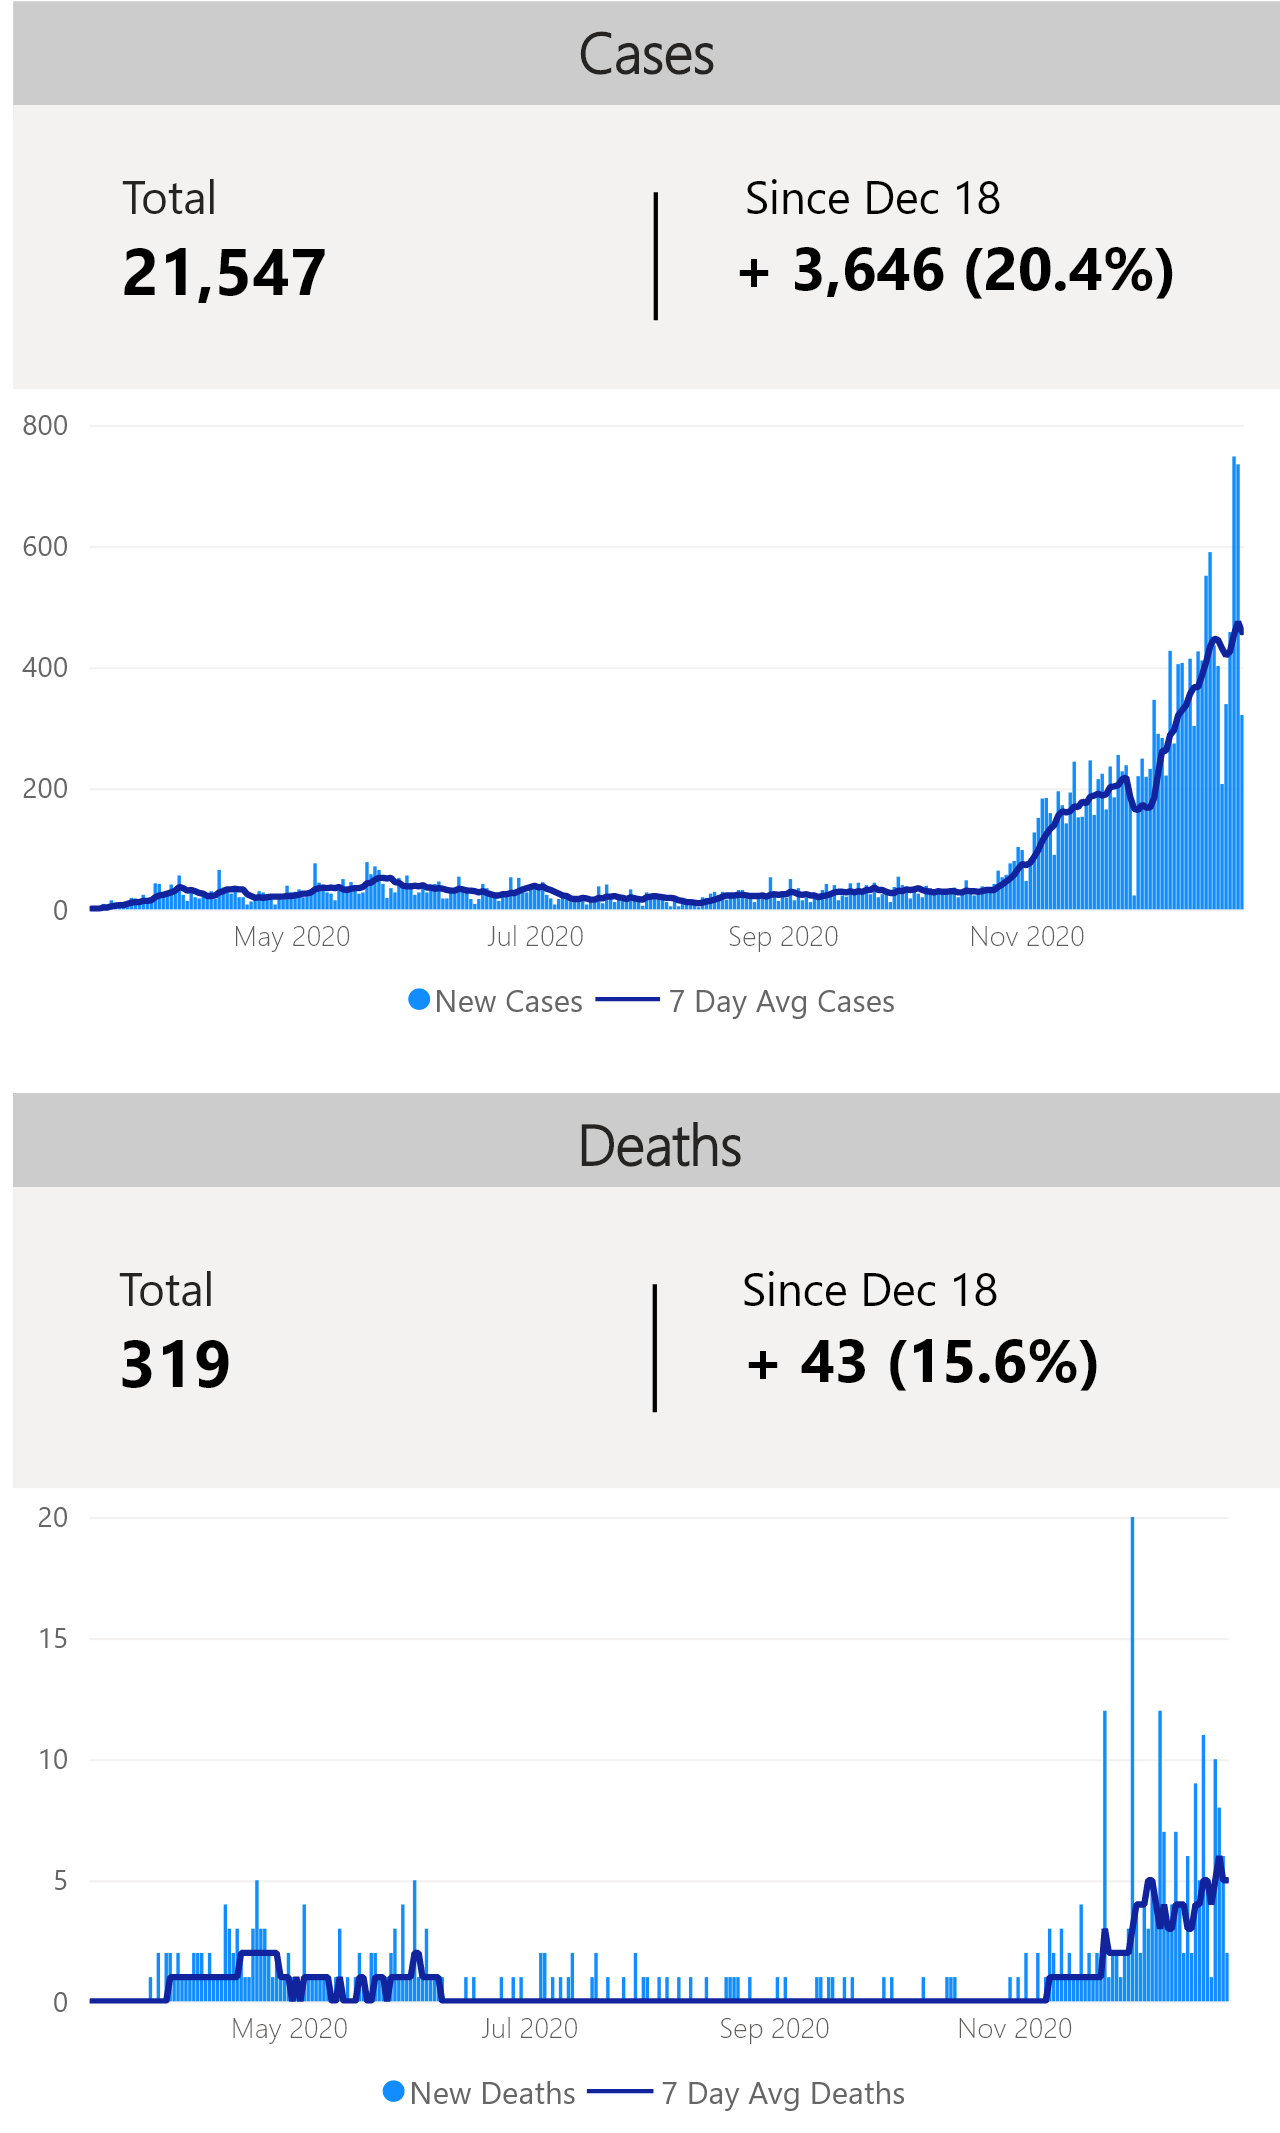 Cases
Total
Since Dec 18
21,547
+ 3,646 (20.4%)
800
600
400
200
0
May 2020
Jul 2020
Sep 2020
Nov 2020
New Cases
7 Day Avg Cases
Deaths
Total
Since Dec 18
319
+ 43 (15.6%)
20
15
10
5
0
May 2020
Jul 2020
Sep 2020
Nov 2020
New Deaths
7 Day Avg Deaths